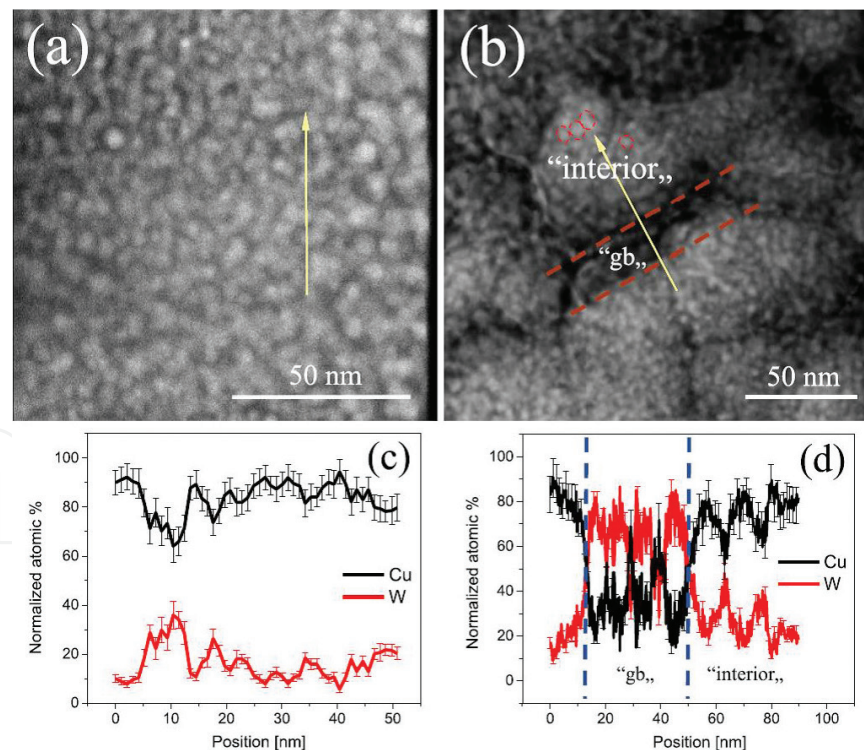 (a)
50 nm
(b)
“interior„
“gb„
50 nm
(c)
Normalized atomic %
100
80
60
40
20
0
Cu
W
0 10 20 30 40 50
Position [nm]
(d)
Normalized atomic %
100
80
60
40
20
0
Cu
W
“gb„ “interior„
0 20 40 60 80 100
Position [nm]